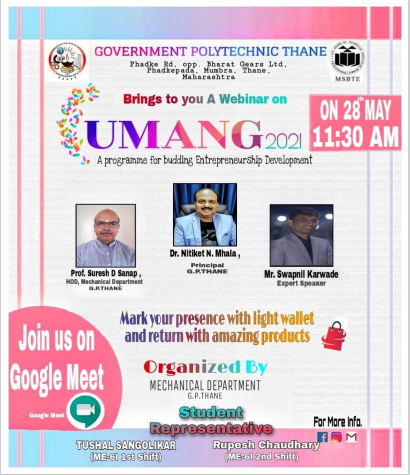 GOVERNMENT POLYTECHNIC THANE
Phadke Rd, opp. Bharat Gears Ltd,
Phadkepada, Mumbra, Thane,
Maharashtra
MSBTE
Brings to you A Webinar on
UMANG 2021
A programme for budding Entrepreneurship Development
ON 28th MAY
11:30 AM
Prof. Suresh D Sanap ,
HOD, Mechanical Department
G.P.THANE
Dr. Nitiket N. Mhala ,
Principal
G.P.THANE
Mr. Swapnil Karwade
Expert Speaker
Mark your presence with light wallet
and return with amazing products
Join us on
Google Meet
Google Meet
Organized By
MECHANICAL DEPARTMENT
G.P.THANE
Student
Representative
TUSHAL SANGOLIKAR
(ME-6I 1st Shift)
Rupesh Chaudhary
(ME-6I 2nd Shift)
For More Info.